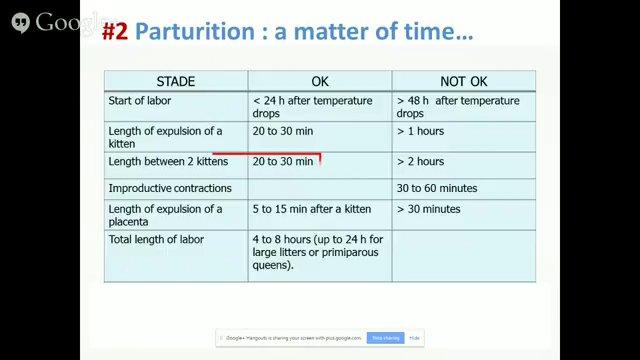 Google+
#2 Parturition : a matter of time...
STADE OK NOT OK
Start of labor < 24 h after temperature > 48 h after temperature
drops drops
Length of expulsion of a 20 to 30 min > 1 hours
kitten
Length between 2 kittens 20 to 30 min > 2 hours
Improductive contractions 30 to 60 minutes
Length of expulsion of a 5 to 15 min after a kitten > 30 minutes
placenta
Total length of labor 4 to 8 hours (up to 24 h for
large litters or primiparous
queens).
Google+ Hangouts is sharing your screen with plus.google.com. Stop sharing Hide